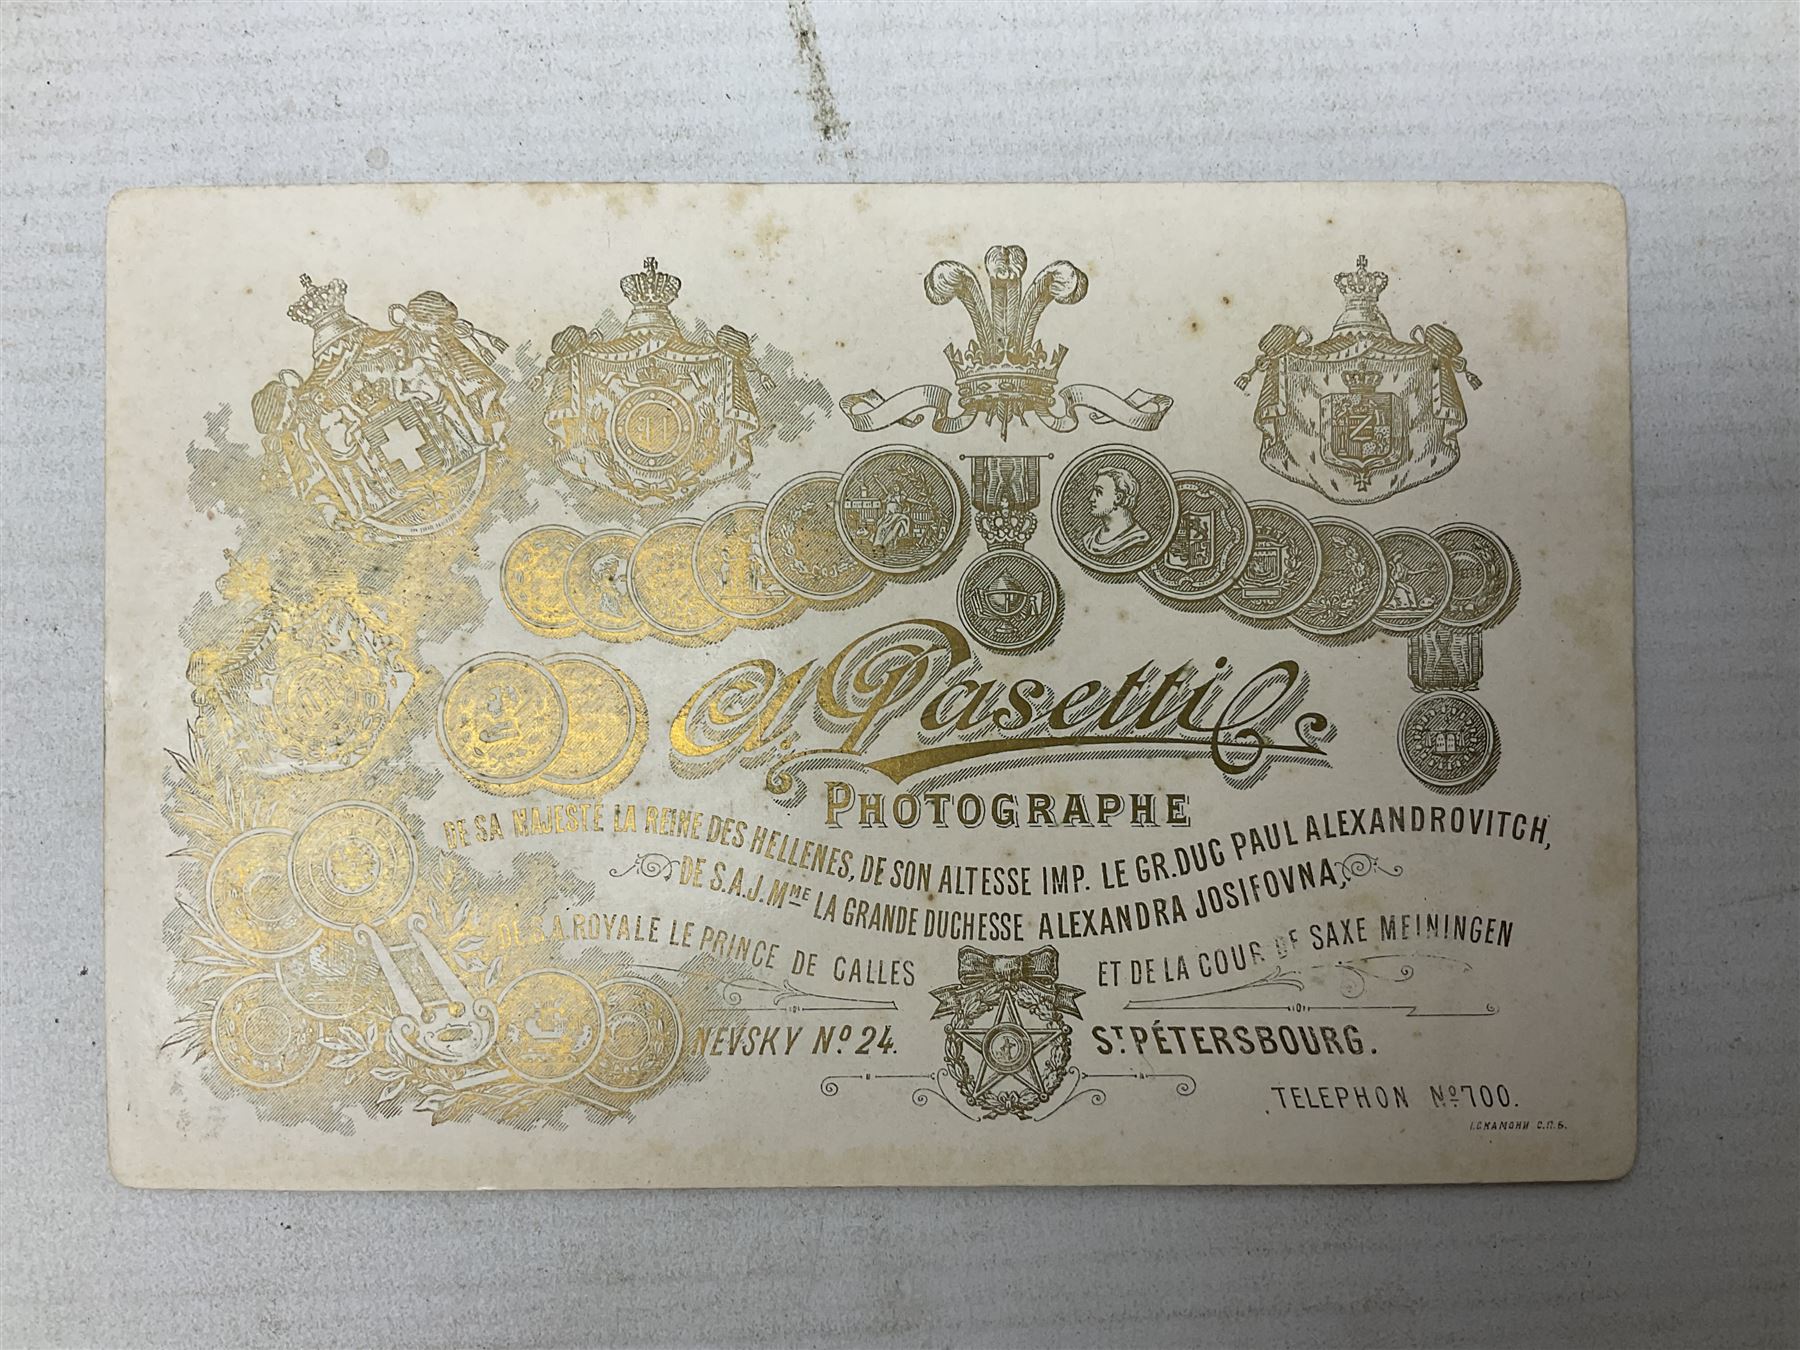 A. Pasetti
PHOTOGRAPHE
DE SA MAJESTÉ LA REINE DES HELLENES, DE SON ALTESSE IMP. LE GR. DUC PAUL ALEXANDROVITCH,
DE S.A.J. Mme LA GRANDE DUCHESSE ALEXANDRA JOSIFOVNA,
DE S.A. ROYALE LE PRINCE DE GALLES ET DE LA COUR DE SAXE MEININGEN
NEVSKY No 24. St PÉTERSBOURG.
TELEPHON No 700.
І.СКАМОНИ С.П.Б.